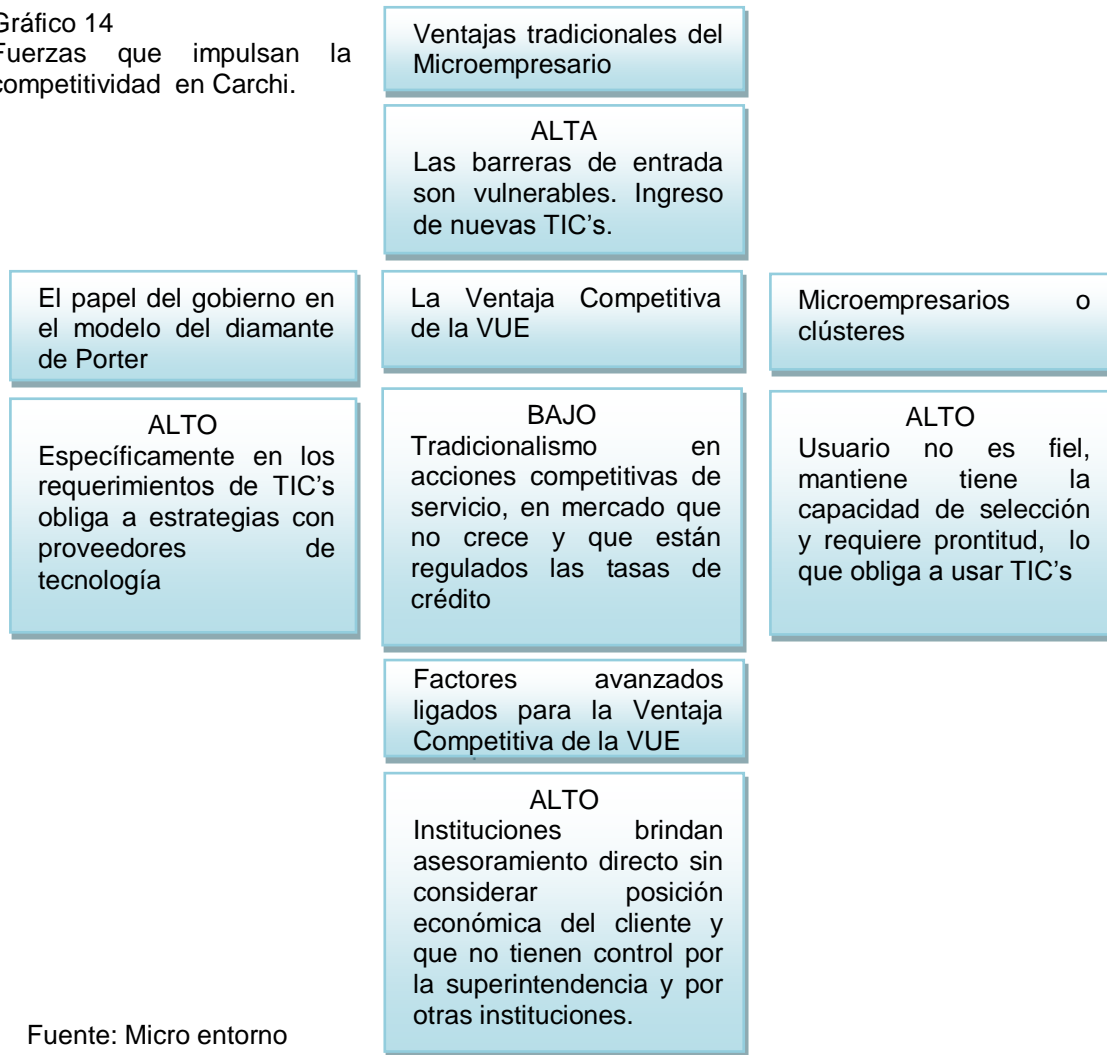 Gráfico 14
Fuerzas que impulsan la
competitividad en Carchi.
Ventajas tradicionales del
Microempresario
ALTA
Las barreras de entrada
son vulnerables. Ingreso
de nuevas TIC’s.
El papel del gobierno en
el modelo del diamante
de Porter
La Ventaja Competitiva
de la VUE
Microempresarios o
clústeres
ALTO
Específicamente en los
requerimientos de TIC’s
obliga a estrategias con
proveedores de
tecnología
BAJO
Tradicionalismo en
acciones competitivas de
servicio, en mercado que
no crece y que están
regulados las tasas de
crédito
ALTO
Usuario no es fiel,
mantiene tiene la
capacidad de selección
y requiere prontitud, lo
que obliga a usar TIC’s
Factores avanzados
ligados para la Ventaja
Competitiva de la VUE
ALTO
Instituciones brindan
asesoramiento directo sin
considerar posición
económica del cliente y
que no tienen control por
la superintendencia y por
otras instituciones.
Fuente: Micro entorno